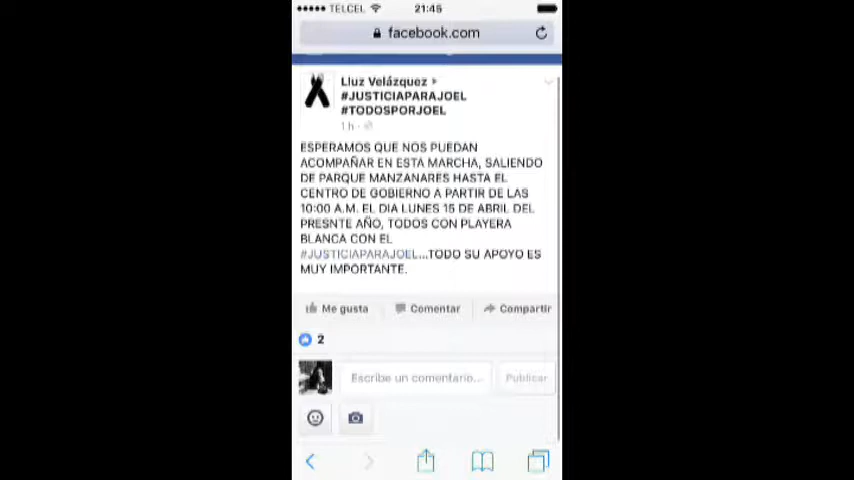 TELCEL 21:45
facebook.com
Lluz Velázquez
#JUSTICIAPARAJOEL
#TODOSPORJOEL
1 h
ESPERAMOS QUE NOS PUEDAN
ACOMPAÑAR EN ESTA MARCHA, SALIENDO
DE PARQUE MANZANARES HASTA EL
CENTRO DE GOBIERNO A PARTIR DE LAS
10:00 A.M. EL DIA LUNES 15 DE ABRIL DEL
PRESNTE AÑO, TODOS CON PLAYERA
BLANCA CON EL
#JUSTICIAPARAJOEL...TODO SU APOYO ES
MUY IMPORTANTE.
Me gusta Comentar Compartir
2
Escribe un comentario... Publicar